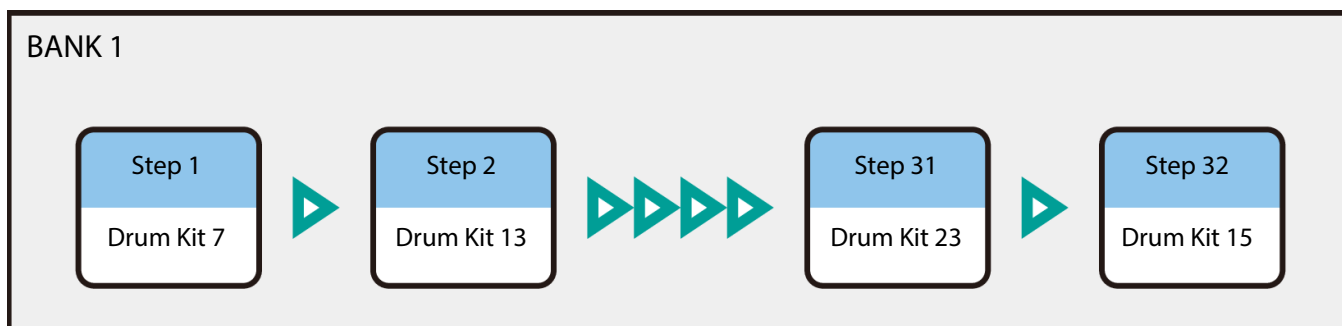 BANK 1
Step 1
Drum Kit 7
Step 2
Drum Kit 13
Step 31
Drum Kit 23
Step 32
Drum Kit 15